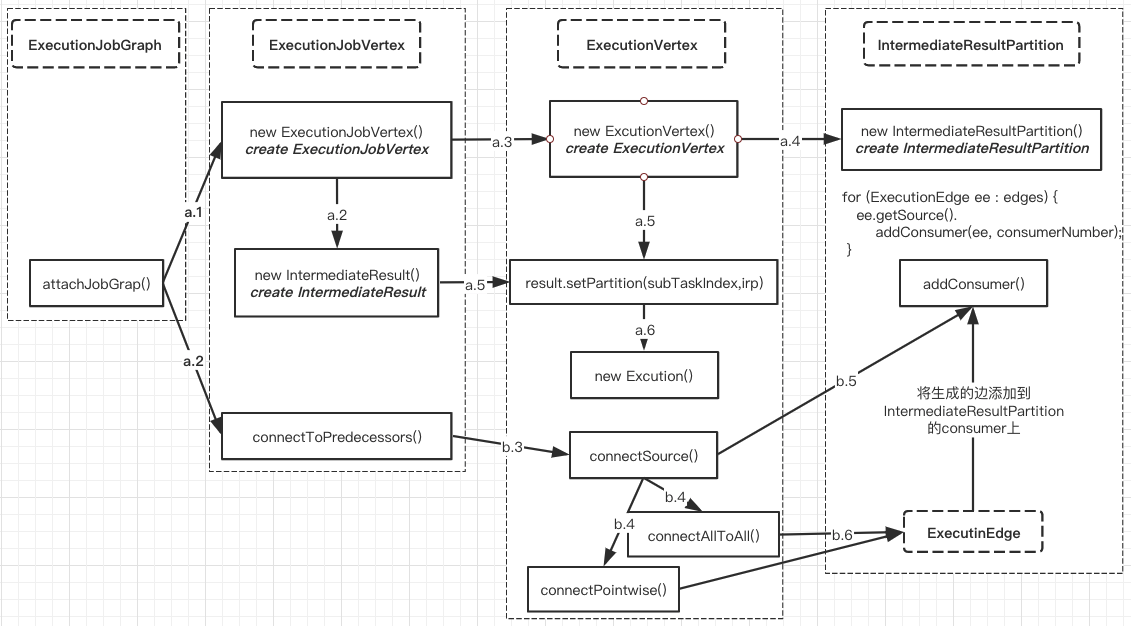 ExecutionJobGraph
ExecutionJobVertex
ExecutionVertex
IntermediateResultPartition
new ExecutionJobVertex()
create ExecutionJobVertex
a.3
new ExcutionVertex()
create ExecutionVertex
a.4
new IntermediateResultPartition()
create IntermediateResultPartition
a.1
a.2
a.5
for (ExecutionEdge ee : edges) {
ee.getSource().
addConsumer(ee, consumerNumber);
}
attachJobGrap()
new IntermediateResult()
create IntermediateResult
a.5
result.setPartition(subTaskIndex,irp)
addConsumer()
a.6
a.2
new Excution()
b.5
将生成的边添加到
IntermediateResultPartition
的consumer上
connectToPredecessors()
b.3
connectSource()
b.4
b.4
connectAllToAll()
b.6
ExecutinEdge
connectPointwise()